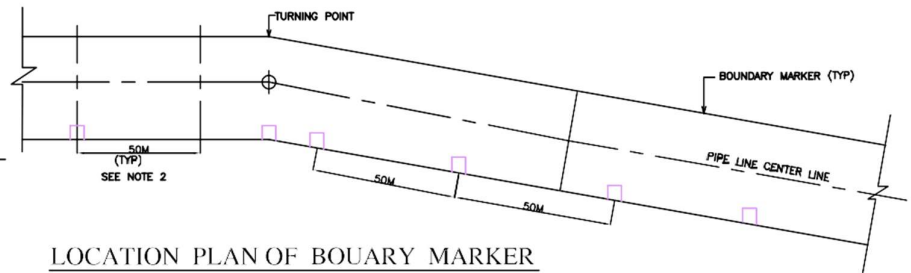 TURNING POINT
BOUNDARY MARKER (TYP)
50M
(TYP)
SEE NOTE 2
50M
50M
PIPE LINE CENTER LINE
LOCATION PLAN OF BOUARY MARKER